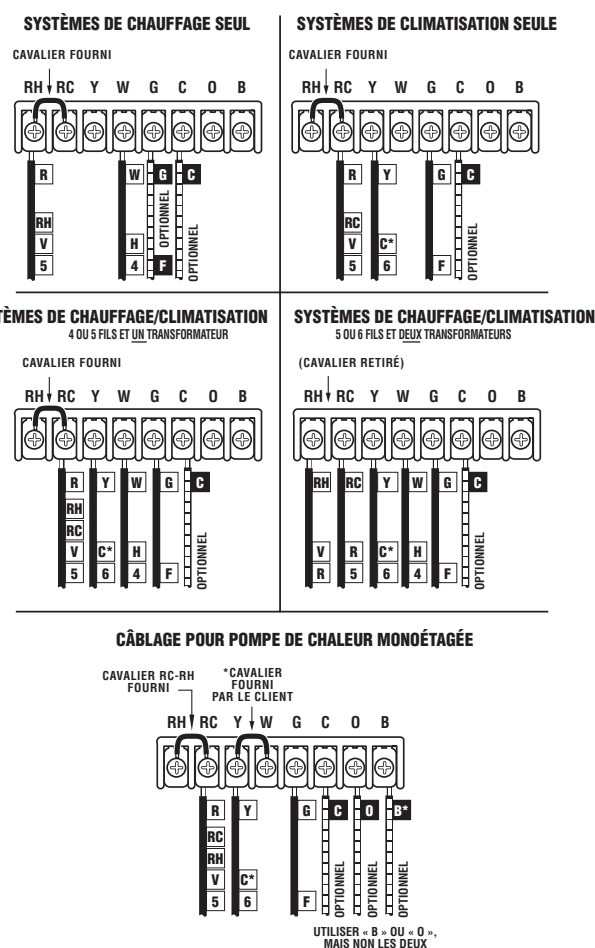 SYSTÈMES DE CHAUFFAGE SEUL
CAVALIER FOURNI
RH RC Y W G C O B
R W G C
RH
V H
5 4 F
OPTIONNEL
OPTIONNEL
SYSTÈMES DE CLIMATISATION SEULE
CAVALIER FOURNI
RH RC Y W G C O B
R Y G C
RC
V C*
5 6 F
OPTIONNEL
TÈMES DE CHAUFFAGE/CLIMATISATION
4 OU 5 FILS ET UN TRANSFORMATEUR
CAVALIER FOURNI
RH RC Y W G C O B
R Y W G C
RH
RC
V C* H
5 6 4 F
OPTIONNEL
SYSTÈMES DE CHAUFFAGE/CLIMATISATION
5 OU 6 FILS ET DEUX TRANSFORMATEURS
(CAVALIER RETIRÉ)
RH RC Y W G C O B
RH RC Y W G C
V R C* H
R 5 6 4 F
OPTIONNEL
CÂBLAGE POUR POMPE DE CHALEUR MONOÉTAGÉE
CAVALIER RC-RH
FOURNI
*CAVALIER
FOURNI
PAR LE CLIENT
RH RC Y W G C O B
R Y G C O B*
RC
RH
V C*
5 6 F
OPTIONNEL
OPTIONNEL
OPTIONNEL
UTILISER « B » OU « O »,
MAIS NON LES DEUX